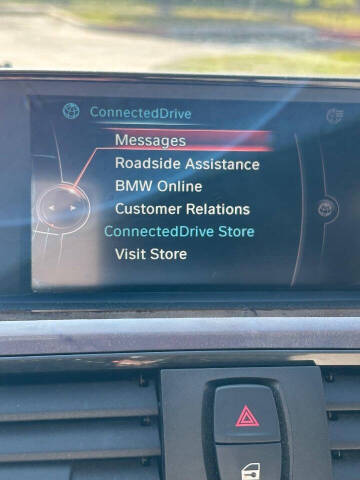 ConnectedDrive
Messages
Roadside Assistance
BMW Online
Customer Relations
ConnectedDrive Store
Visit Store